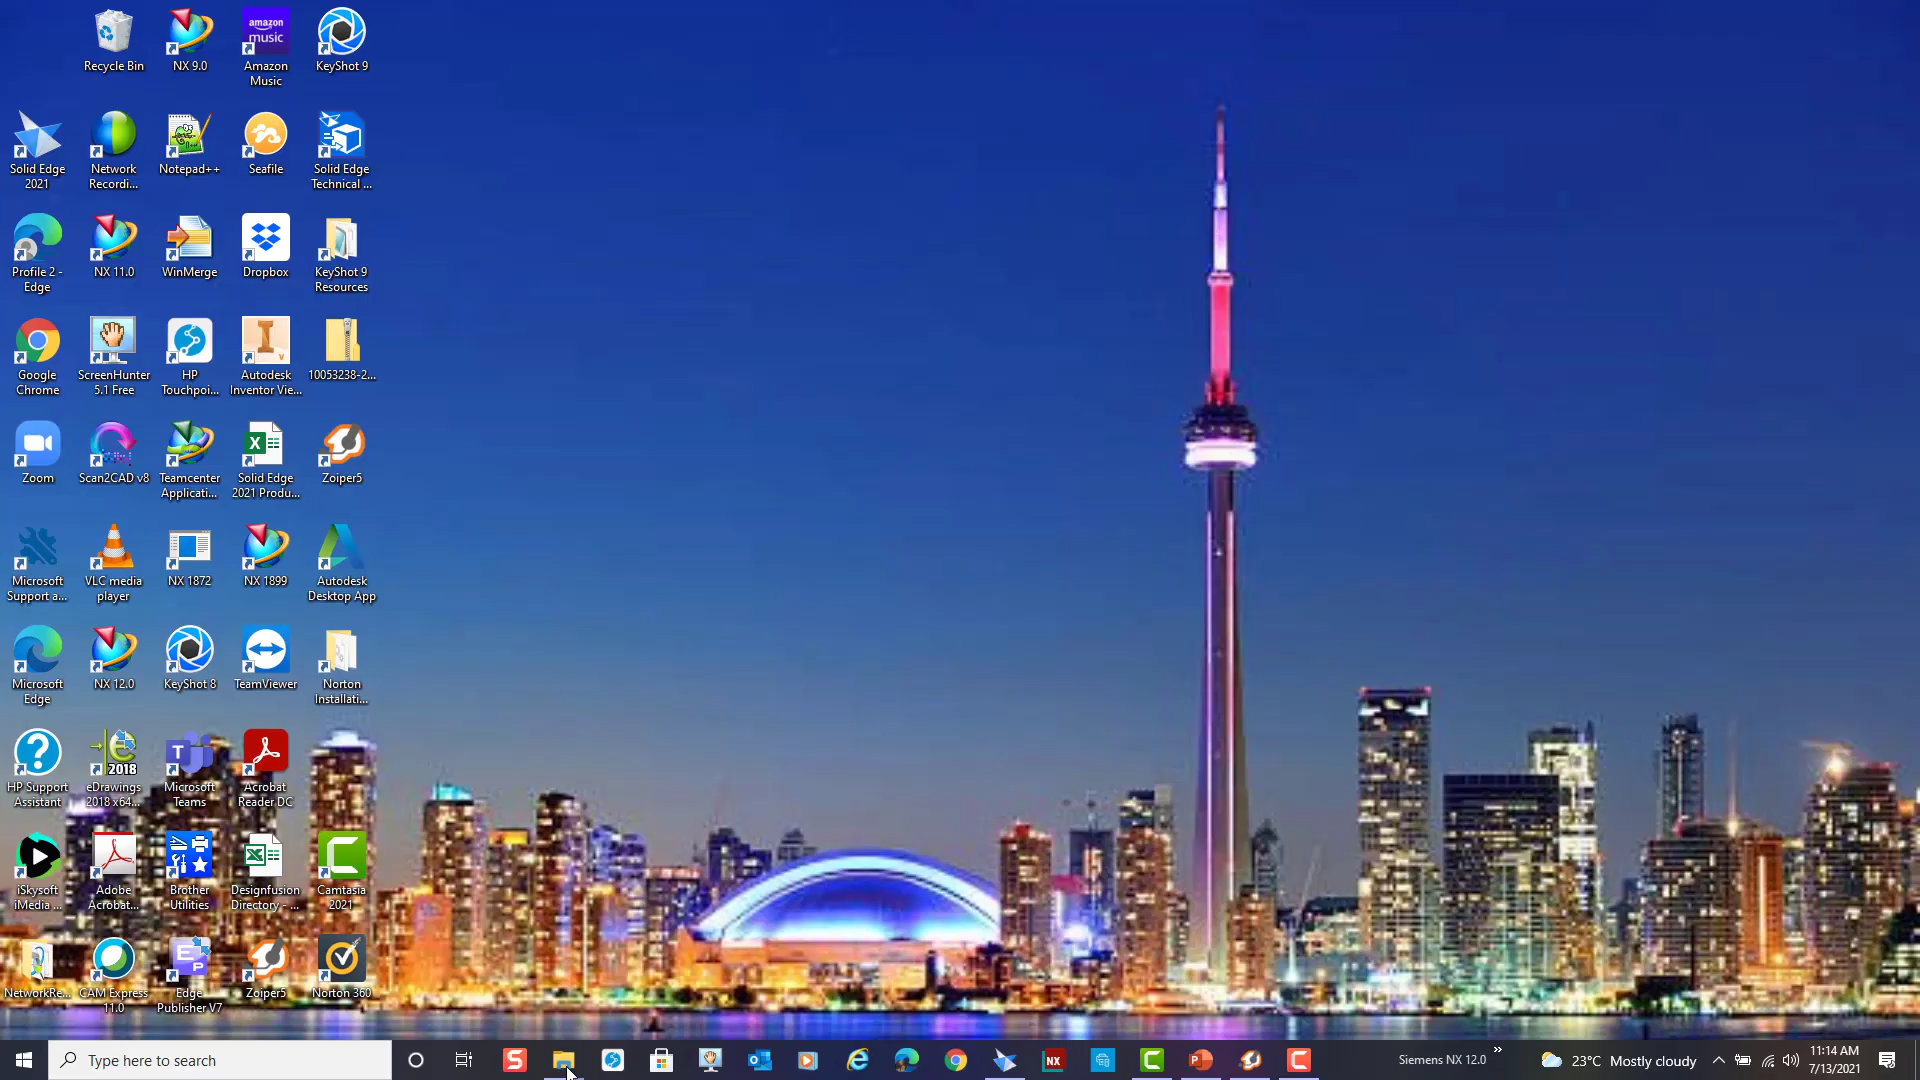 Recycle Bin
NX 9.0
amazon
music
Amazon
Music
KeyShot 9
Solid Edge
2021
Network
Recordi...
Notepad++
Seafile
Solid Edge
Technical ...
Profile 2 -
Edge
NX 11.0
WinMerge
Dropbox
KeyShot 9
Resources
Google
Chrome
ScreenHunter
5.1 Free
HP
Touchpoi...
Autodesk
Inventor Vie...
10053238-2...
Zoom
Scan2CAD v8
Teamcenter
Applicati...
Solid Edge
2021 Produ...
Zoiper5
Microsoft
Support a...
VLC media
player
NX 1872
NX 1899
Autodesk
Desktop App
Microsoft
Edge
NX 12.0
KeyShot 8
TeamViewer
Norton
Installati...
HP Support
Assistant
2018
eDrawings
2018 x64...
Microsoft
Teams
Acrobat
Reader DC
iSkysoft
iMedia ...
Adobe
Acrobat...
Brother
Utilities
Designfusion
Directory - ...
Camtasia
2021
NetworkRe...
CAM Express
11.0
Edge
Publisher V7
Zoiper5
Norton 360
Type here to search
NX
Siemens NX 12.0
23°C Mostly cloudy
11:14 AM
7/13/2021